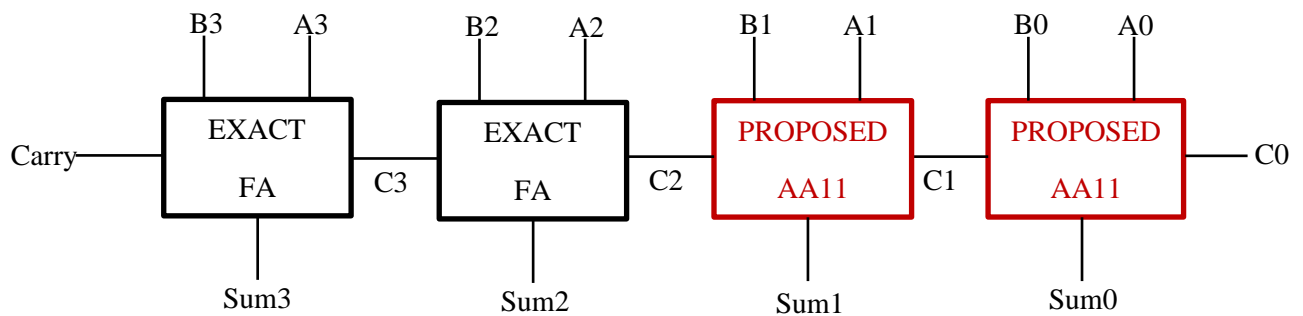 B3 A3 B2 A2 B1 A1 B0 A0
EXACT EXACT PROPOSED PROPOSED
Carry C0
C3 C2 C1
FA FA AA11 AA11
Sum3 Sum2 Sum1 Sum0